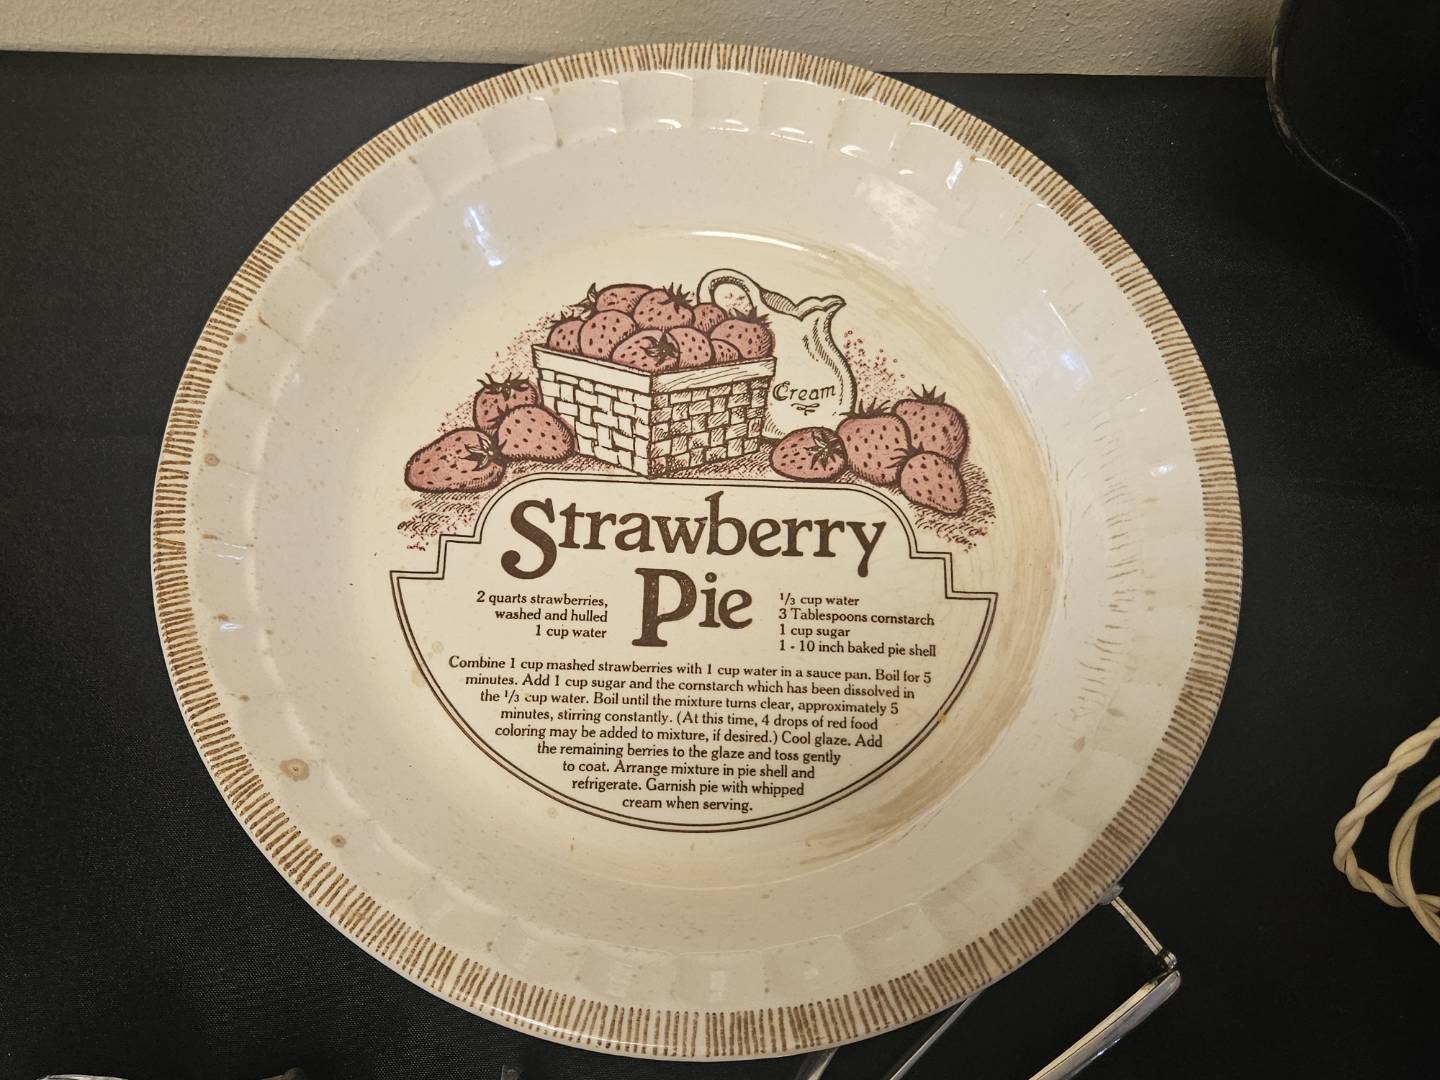 Cream
Strawberry
Pie
2 quarts strawberries,
washed and hulled
1 cup water
1/3 cup water
3 Tablespoons cornstarch
1 cup sugar
1 - 10 inch baked pie shell
Combine 1 cup mashed strawberries with 1 cup water in a sauce pan. Boil for 5
minutes. Add 1 cup sugar and the cornstarch which has been dissolved in
the 1/3 cup water. Boil until the mixture turns clear, approximately 5
minutes, stirring constantly. (At this time, 4 drops of red food
coloring may be added to mixture, if desired.) Cool glaze. Add
the remaining berries to the glaze and toss gently
to coat. Arrange mixture in pie shell and
refrigerate. Garnish pie with whipped
cream when serving.